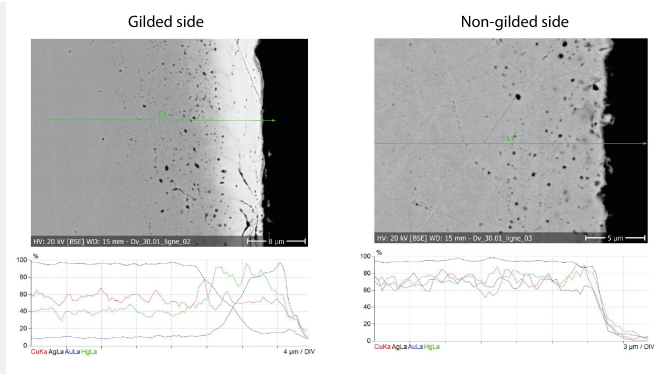 Gilded side
Non-gilded side
L1
HV: 20 kV [BSE] WD: 15 mm - Dv_30.01_ligne_02
8 µm
L1
HV: 20 kV [BSE] WD: 15 mm - Dv_30.01_ligne_03
5 µm
%
100
80
60
40
20
0
CuKa AgLa AuLa HgLa
4 µm / DIV
%
100
80
60
40
20
0
CuKa AgLa AuLa HgLa
3 µm / DIV